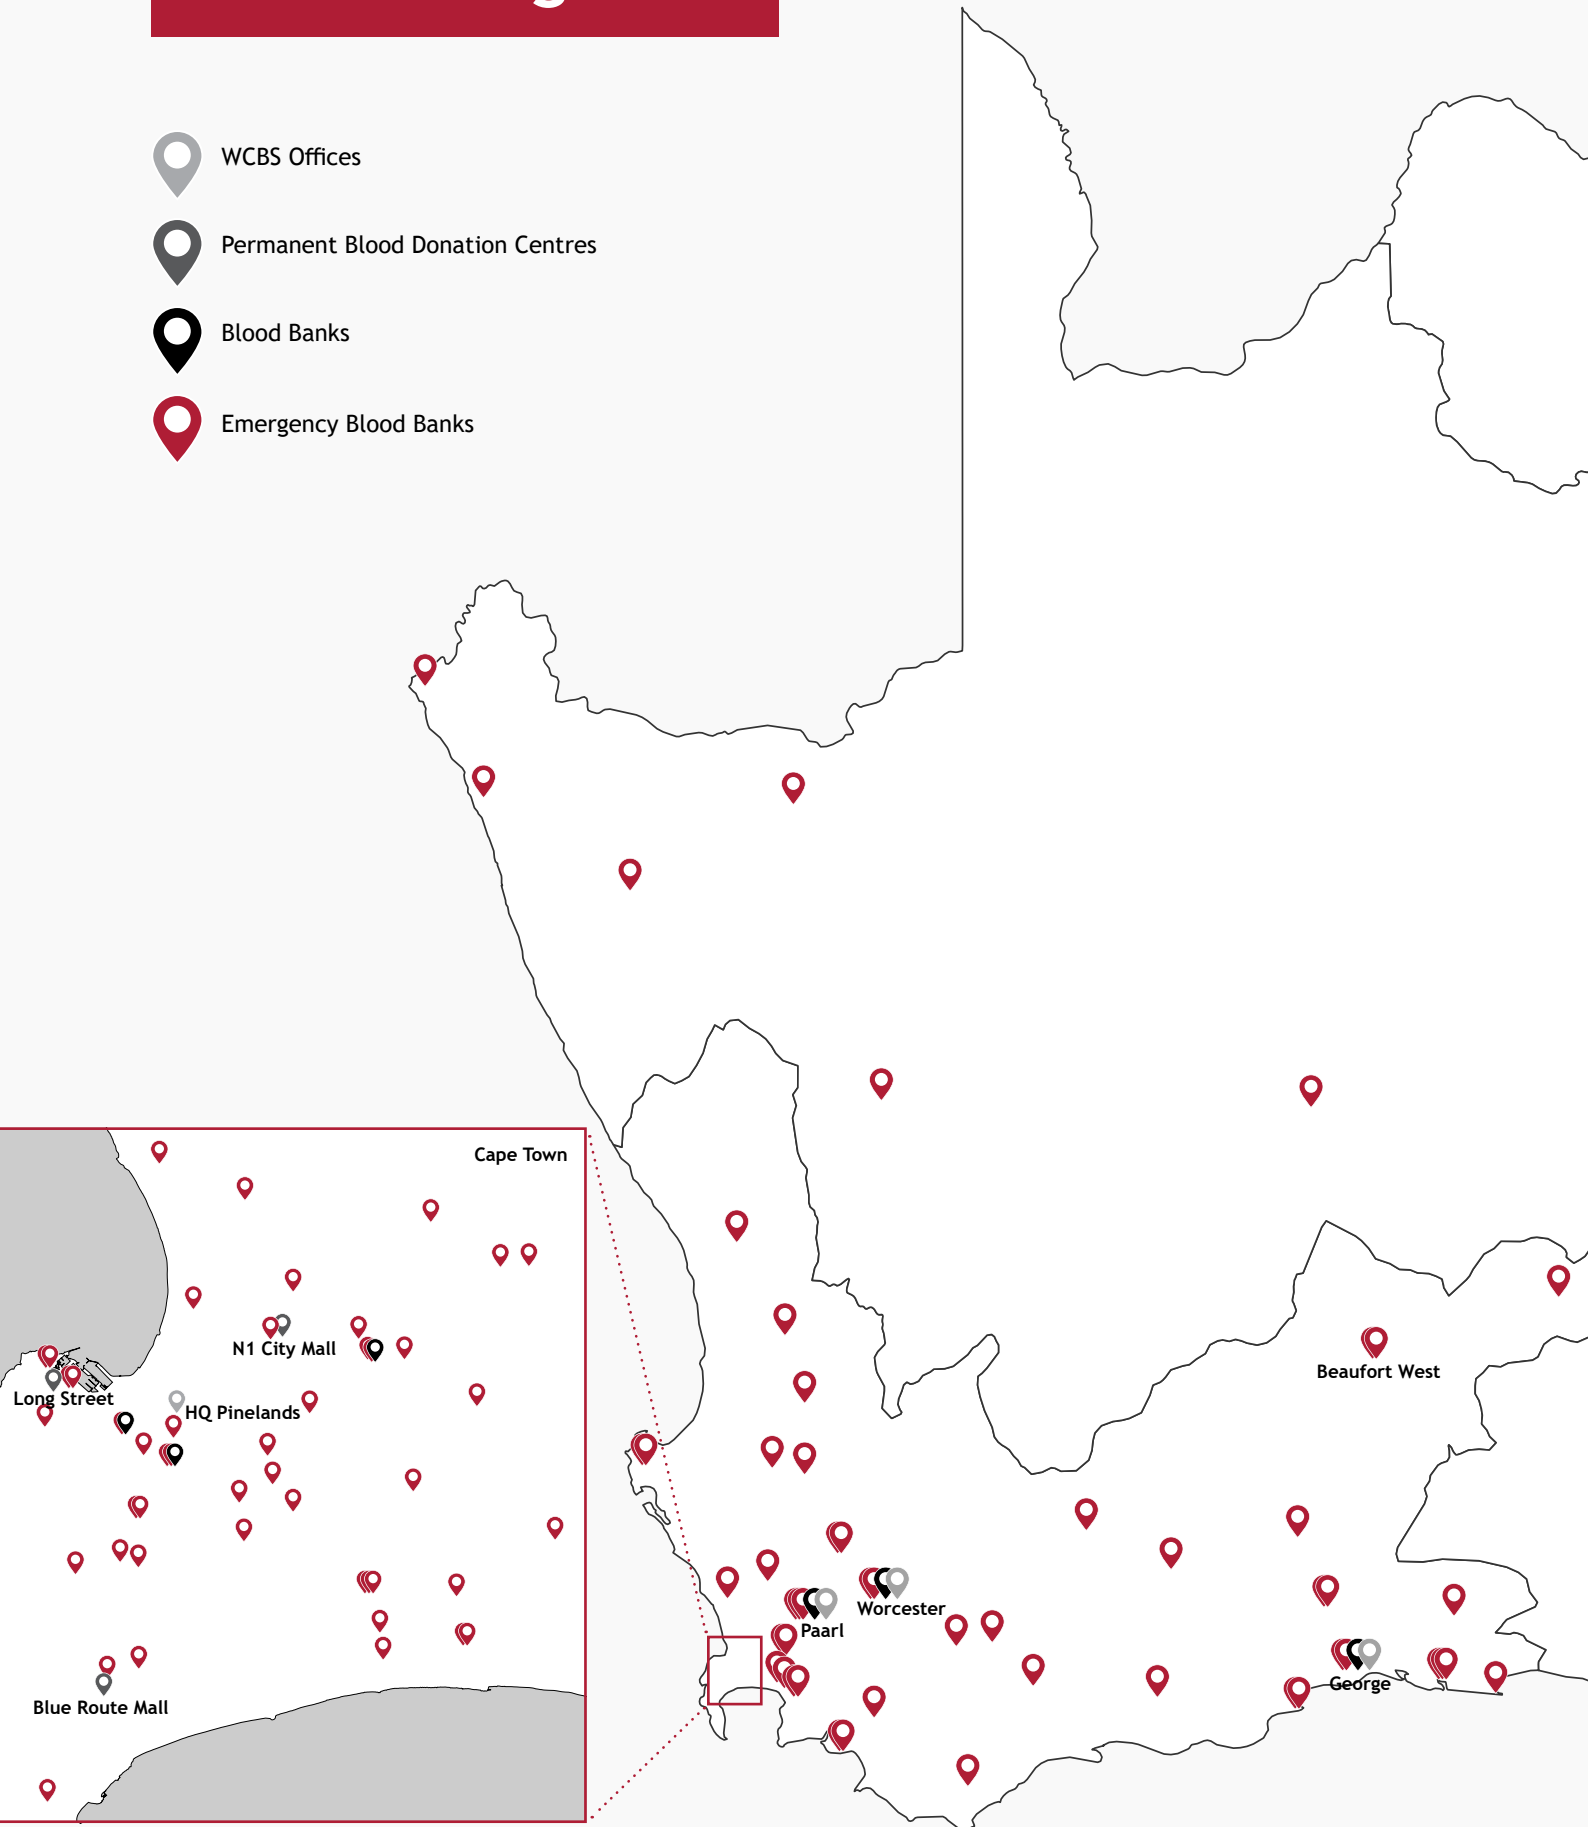 WCBS Offices
Permanent Blood Donation Centres
Blood Banks
Emergency Blood Banks
Cape Town
N1 City Mall
Long Street
HQ Pinelands
Blue Route Mall
Beaufort West
Worcester
Paarl
George